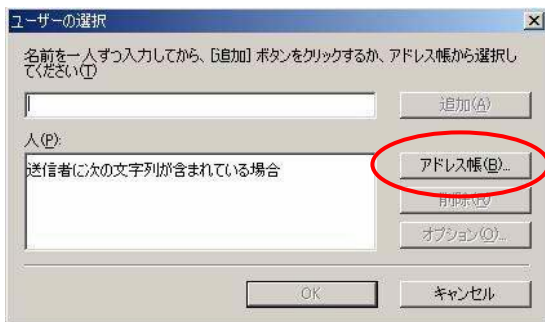 ユーザーの選択
名前を一人ずつ入力してから、[追加] ボタンをクリックするか、アドレス帳から選択し
てください(T)
追加(A)
人(P):
送信者に次の文字列が含まれている場合
アドレス帳(B)...
削除(R)
オプション(O)...
OK
キャンセル